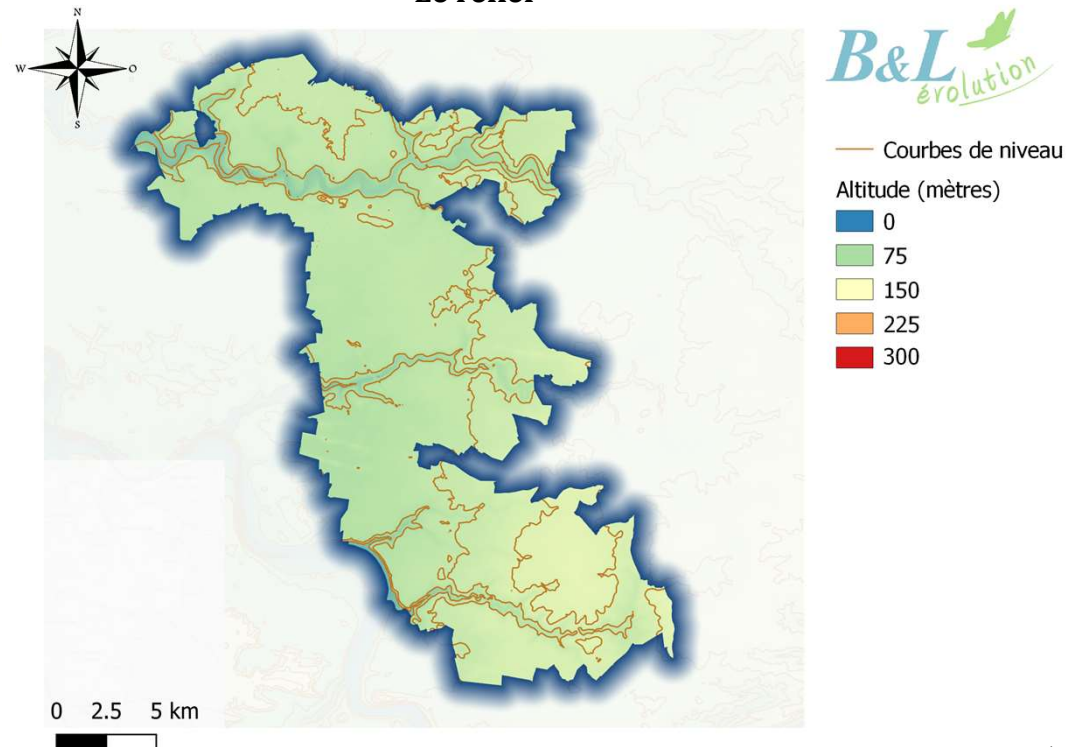 N
W
O
S
B&L
évolution
Courbes de niveau
Altitude (mètres)
0
75
150
225
300
0 2.5 5 km